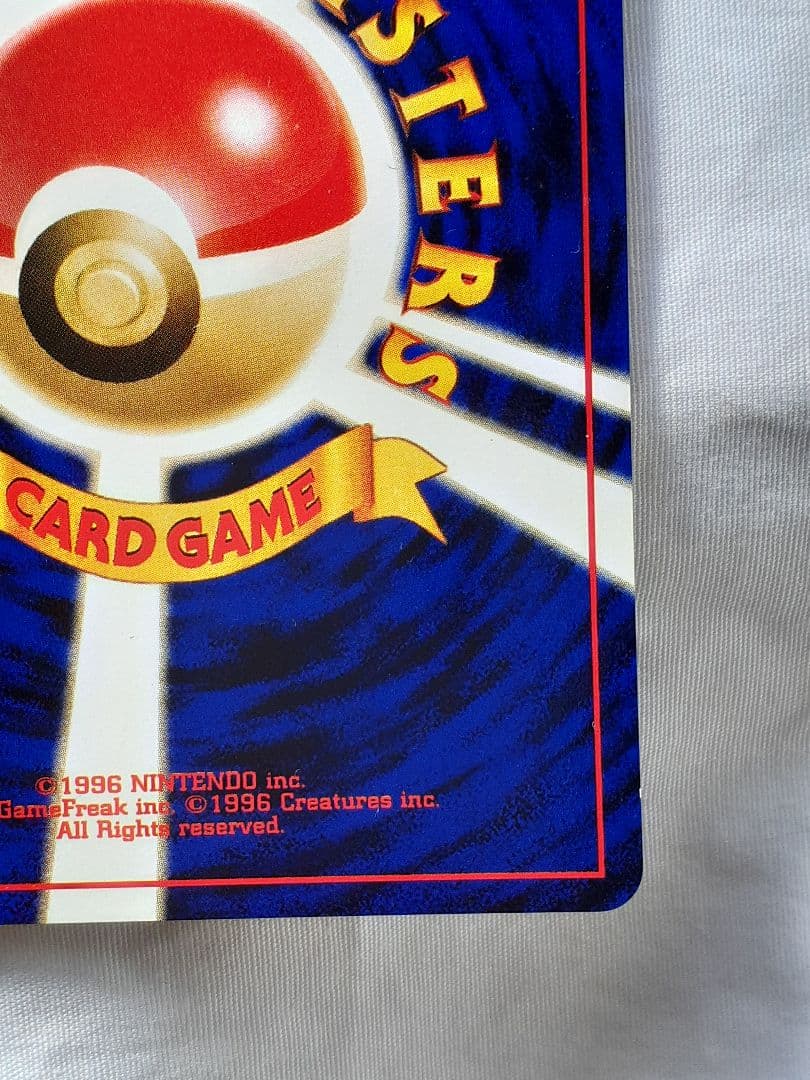 STERS
CARD GAME
©1996 NINTENDO inc.
GameFreak inc. ©1996 Creatures inc.
All Rights reserved.